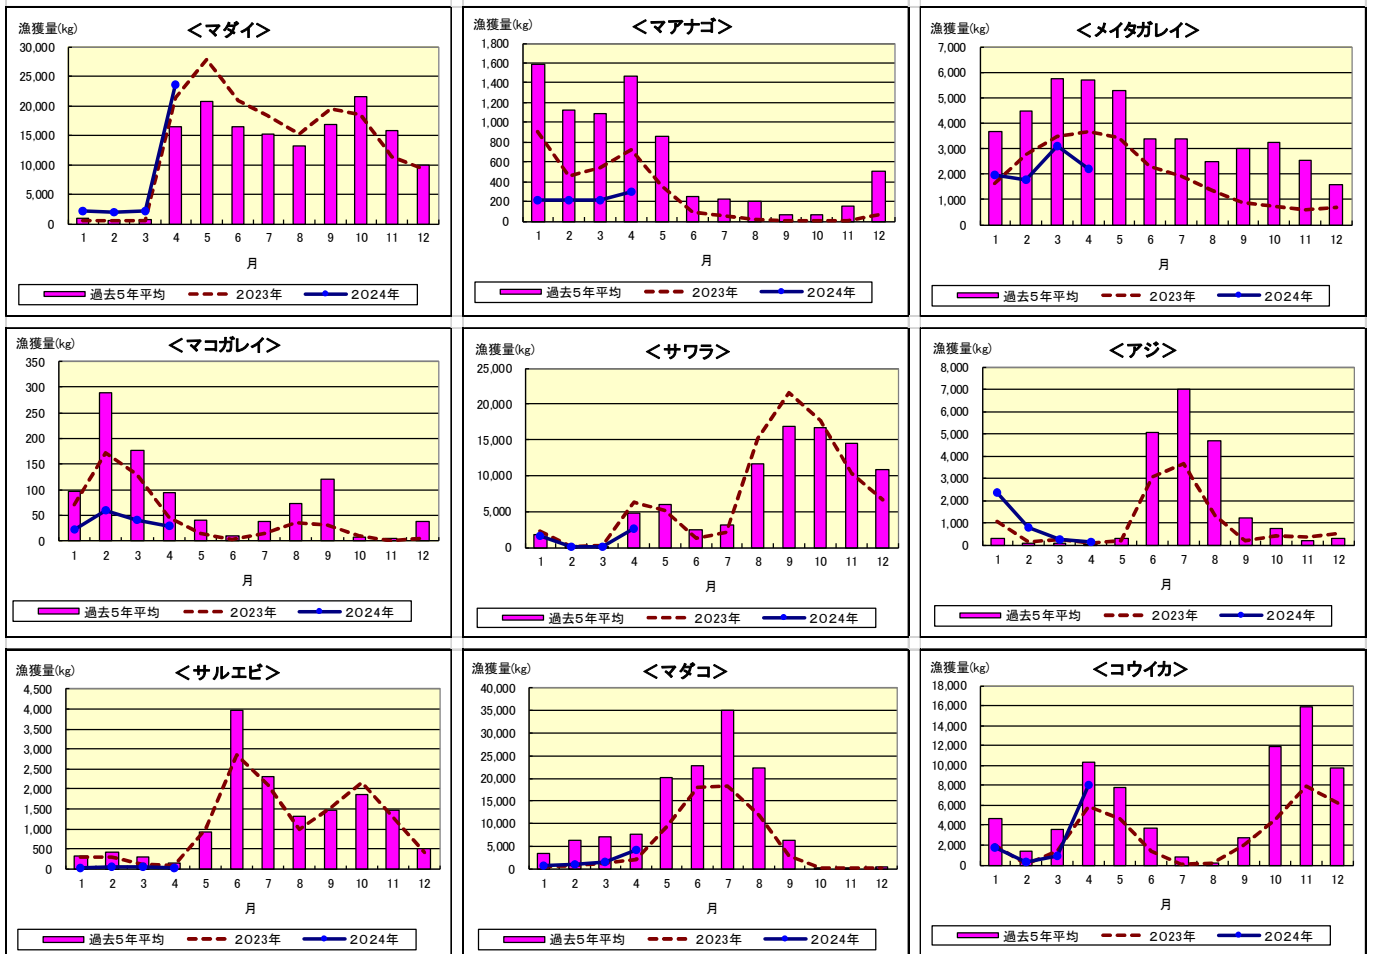 漁獲量(kg)
＜マダイ＞
30,000
25,000
20,000
15,000
10,000
5,000
0
1 2 3 4 5 6 7 8 9 10 11 12
月
過去５年平均 2023年 2024年
漁獲量(kg)
＜マアナゴ＞
1,800
1,600
1,400
1,200
1,000
800
600
400
200
0
1 2 3 4 5 6 7 8 9 10 11 12
月
過去５年平均 2023年 2024年
漁獲量(kg)
＜メイタガレイ＞
7,000
6,000
5,000
4,000
3,000
2,000
1,000
0
1 2 3 4 5 6 7 8 9 10 11 12
月
過去５年平均 2023年 2024年
漁獲量(kg)
＜マコガレイ＞
350
300
250
200
150
100
50
0
1 2 3 4 5 6 7 8 9 10 11 12
月
過去５年平均 2023年 2024年
漁獲量(kg)
＜サワラ＞
25,000
20,000
15,000
10,000
5,000
0
1 2 3 4 5 6 7 8 9 10 11 12
月
過去５年平均 2023年 2024年
漁獲量(kg)
＜アジ＞
8,000
7,000
6,000
5,000
4,000
3,000
2,000
1,000
0
1 2 3 4 5 6 7 8 9 10 11 12
月
過去５年平均 2023年 2024年
漁獲量(kg)
＜サルエビ＞
4,500
4,000
3,500
3,000
2,500
2,000
1,500
1,000
500
0
1 2 3 4 5 6 7 8 9 10 11 12
月
過去５年平均 2023年 2024年
漁獲量(kg)
＜マダコ＞
40,000
35,000
30,000
25,000
20,000
15,000
10,000
5,000
0
1 2 3 4 5 6 7 8 9 10 11 12
月
過去５年平均 2023年 2024年
漁獲量(kg)
＜コウイカ＞
18,000
16,000
14,000
12,000
10,000
8,000
6,000
4,000
2,000
0
1 2 3 4 5 6 7 8 9 10 11 12
月
過去５年平均 2023年 2024年